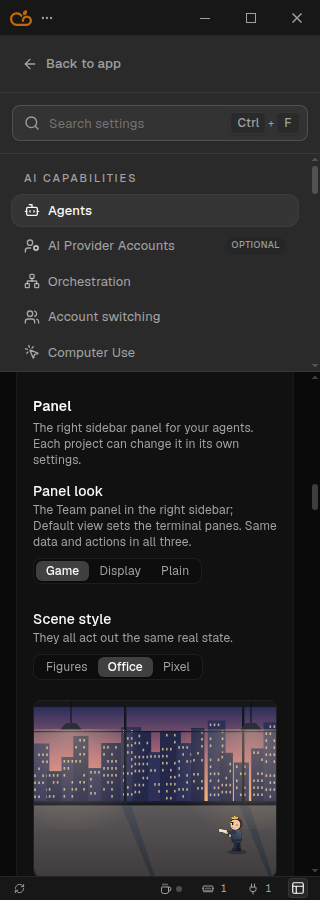 Back to app
Search settings Ctrl + F
AI CAPABILITIES
Agents
AI Provider Accounts OPTIONAL
Orchestration
Account switching
Computer Use
Panel
The right sidebar panel for your agents.
Each project can change it in its own
settings.
Panel look
The Team panel in the right sidebar;
Default view sets the terminal panes. Same
data and actions in all three.
Game Display Plain
Scene style
They all act out the same real state.
Figures Office Pixel
1 1